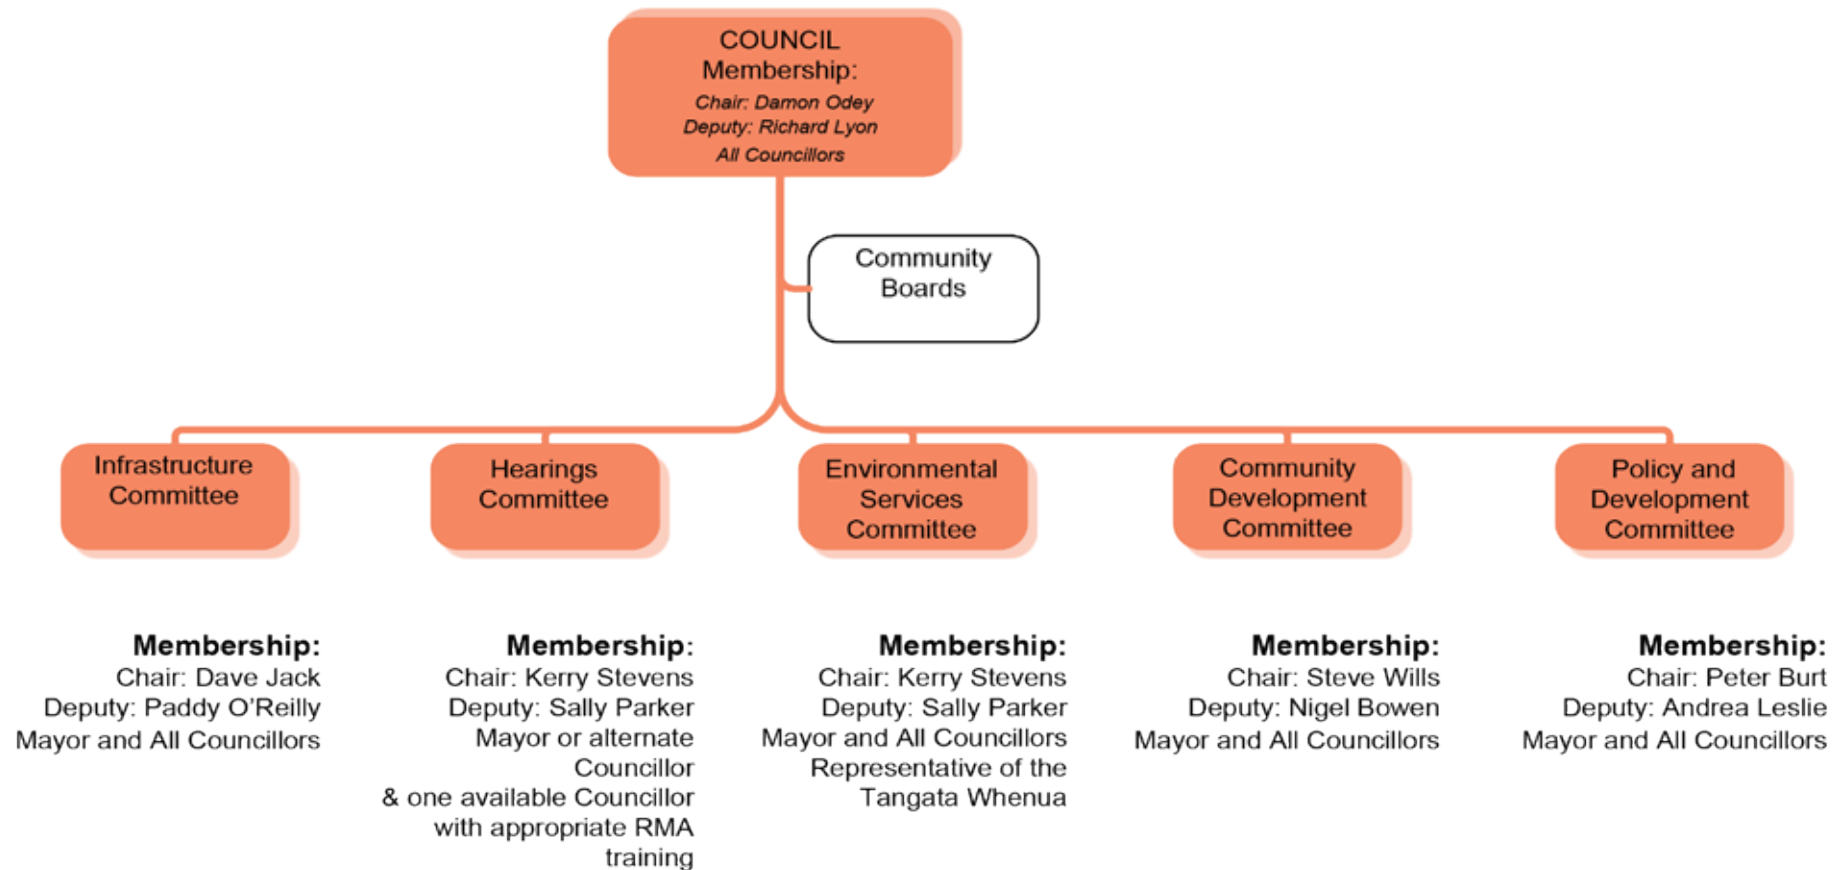 COUNCIL
Membership:
Chair: Damon Odey
Deputy: Richard Lyon
All Councillors
Community
Boards
Infrastructure
Committee
Hearings
Committee
Environmental
Services
Committee
Community
Development
Committee
Policy and
Development
Committee
Membership:
Chair: Dave Jack
Deputy: Paddy O'Reilly
Mayor and All Councillors
Membership:
Chair: Kerry Stevens
Deputy: Sally Parker
Mayor or alternate
Councillor
& one available Councillor
with appropriate RMA
training
Membership:
Chair: Kerry Stevens
Deputy: Sally Parker
Mayor and All Councillors
Representative of the
Tangata Whenua
Membership:
Chair: Steve Wills
Deputy: Nigel Bowen
Mayor and All Councillors
Membership:
Chair: Peter Burt
Deputy: Andrea Leslie
Mayor and All Councillors